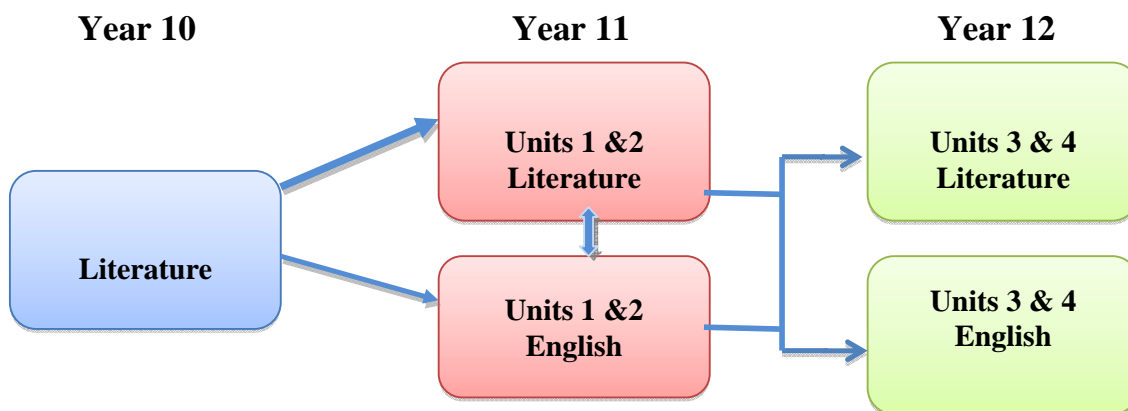 Year 10
Year 11
Year 12
Literature
Units 1 &2
Literature
Units 1 &2
English
Units 3 & 4
Literature
Units 3 & 4
English